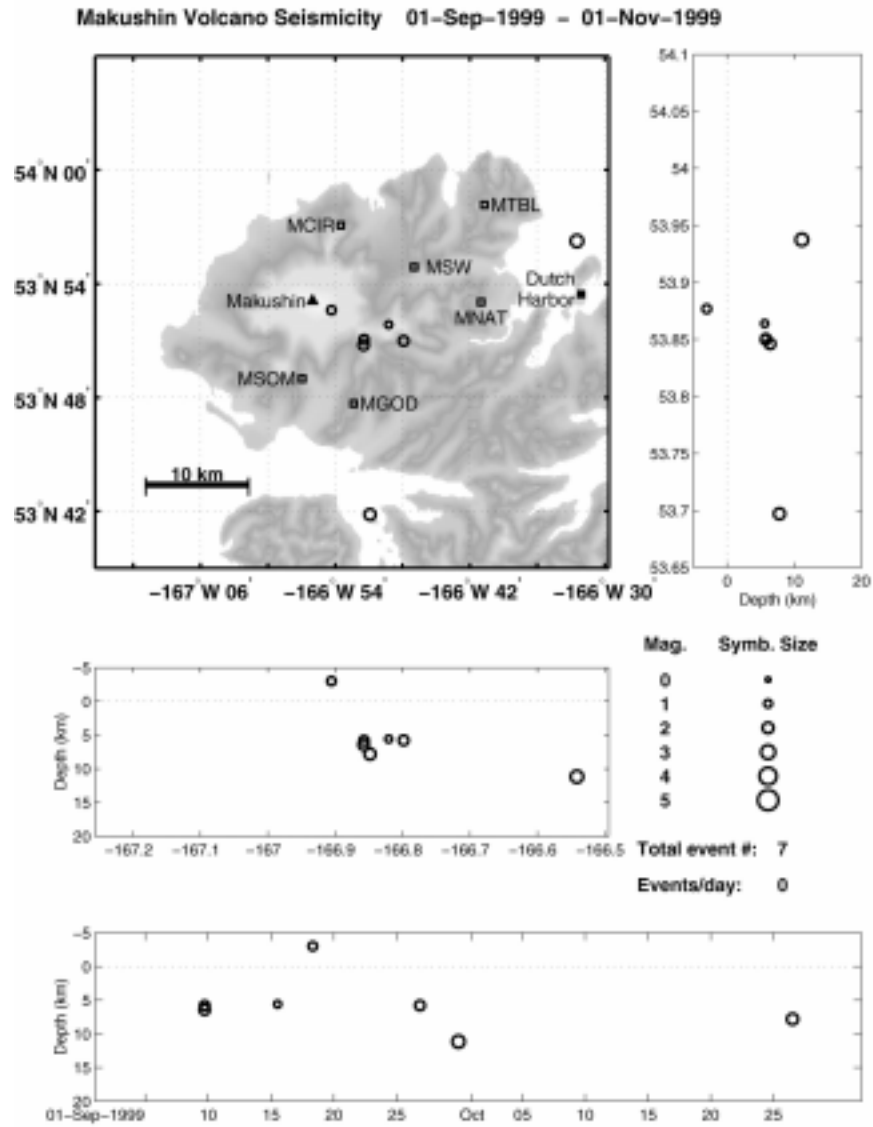 Makushin Volcano Seismicity 01-Sep-1999 - 01-Nov-1999
54°N 00'
53°N 54'
53°N 48'
53°N 42'
-167°W 06'
-166°W 54'
-166°W 42'
-166°W 30'
MTBL
MCIR
MSW
Dutch
Harbor
Makushin
MNAT
MSOM
MGOD
10 km
54.1
54.05
54
53.95
53.9
53.85
53.8
53.75
53.7
53.65
0 10 20
Depth (km)
Mag. Symb. Size
0
1
2
3
4
5
Total event #: 7
Events/day: 0
-5
0
5
10
15
20
Depth (km)
-167.2 -167.1 -167 -166.9 -166.8 -166.7 -166.6 -166.5
-5
0
5
10
15
20
Depth (km)
01-Sep-1999 10 15 20 25 Oct 05 10 15 20 25